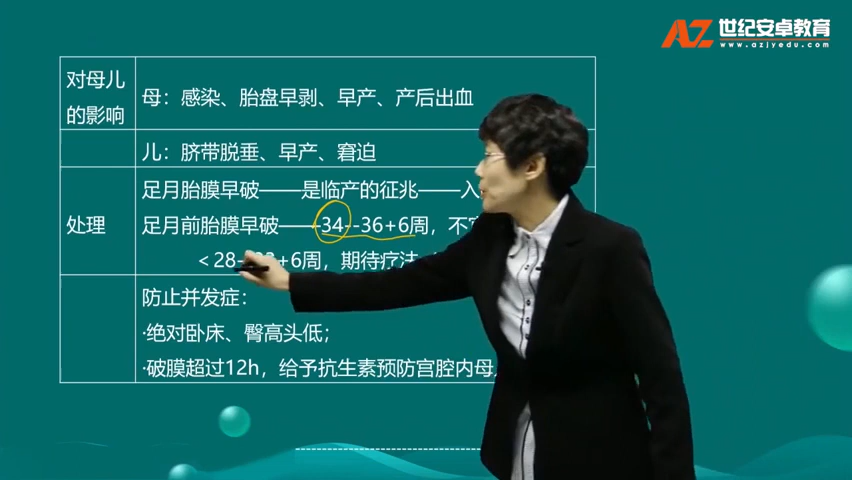 世纪安卓教育
www.azjyedu.com
对母儿
的影响
母：感染、胎盘早剥、早产、产后出血
儿：脐带脱垂、早产、窘迫
足月胎膜早破——是临产的征兆——入
处理
足月前胎膜早破——34--36+6周，不
＜28-+6周，期待疗法
防止并发症：
·绝对卧床、臀高头低；
·破膜超过12h，给予抗生素预防宫腔内母